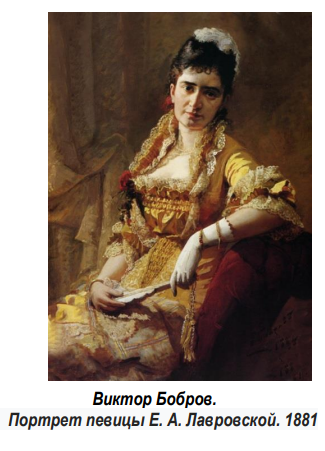 Виктор Бобров.
Портрет певицы Е. А. Лавровской. 1881